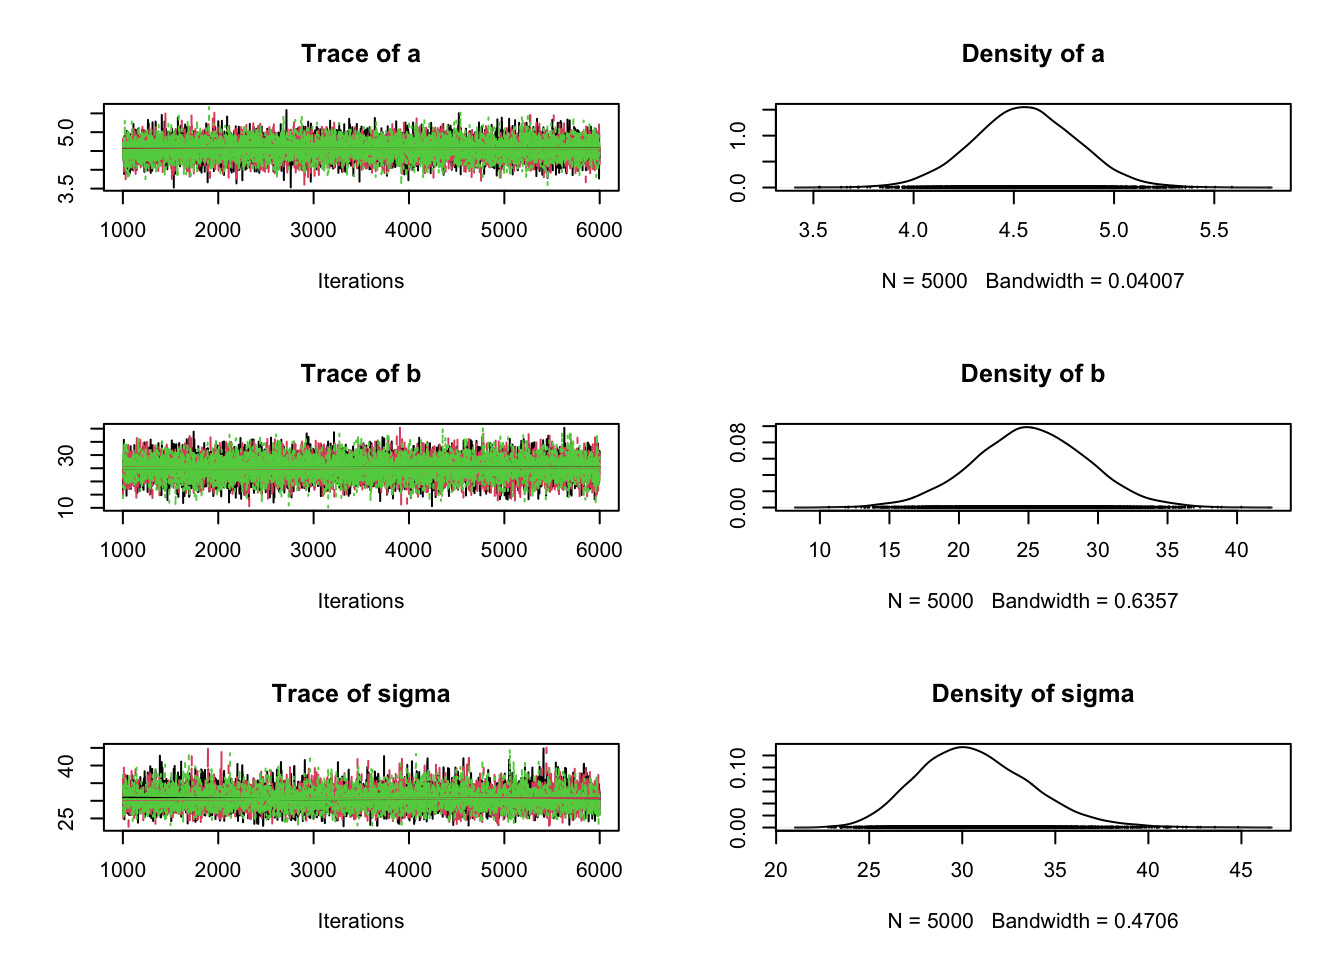 Trace of a
3.5 5.0
1000 2000 3000 4000 5000 6000
Iterations
Density of a
0.0 1.0
3.5 4.0 4.5 5.0 5.5
N = 5000 Bandwidth = 0.04007
Trace of b
10 30
1000 2000 3000 4000 5000 6000
Iterations
Density of b
0.00 0.08
10 15 20 25 30 35 40
N = 5000 Bandwidth = 0.6357
Trace of sigma
25 40
1000 2000 3000 4000 5000 6000
Iterations
Density of sigma
0.00 0.10
20 25 30 35 40 45
N = 5000 Bandwidth = 0.4706